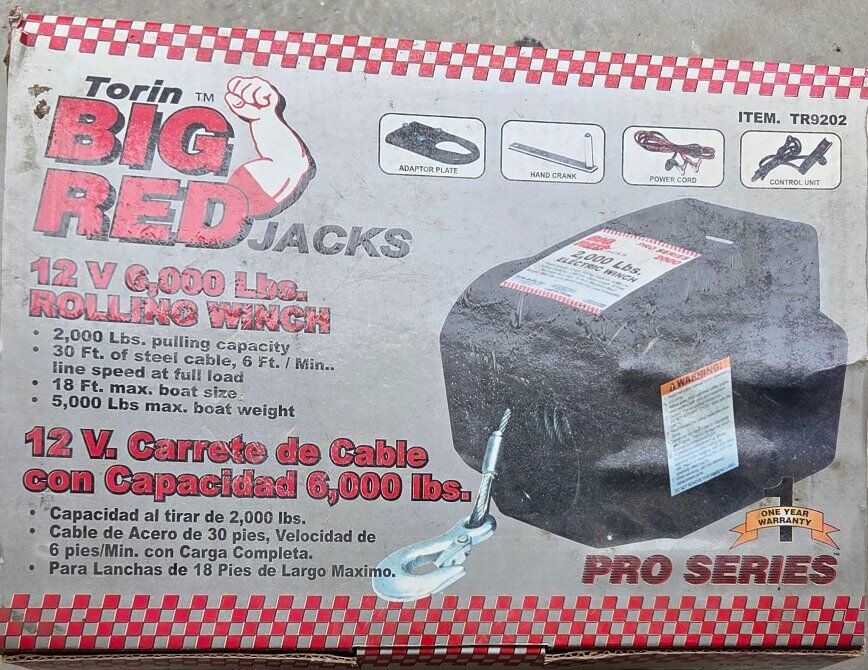 Torin TM
BIG
RED
JACKS
ITEM. TR9202
ADAPTOR PLATE
HAND CRANK
POWER CORD
CONTROL UNIT
12 V 6,000 Lbs.
ROLLING WINCH
• 2,000 Lbs. pulling capacity
• 30 Ft. of steel cable, 6 Ft. / Min..
line speed at full load
• 18 Ft. max. boat size
• 5,000 Lbs max. boat weight
12 V. Carrete de Cable
con Capacidad 6,000 lbs.
• Capacidad al tirar de 2,000 lbs.
• Cable de Acero de 30 pies, Velocidad de
6 pies/Min. con Carga Completa.
• Para Lanchas de 18 Pies de Largo Maximo.
PRO SERIES
2000
2,000 Lbs.
ELECTRIC WINCH
WARNING!
1
ONE YEAR
WARRANTY
PRO SERIES